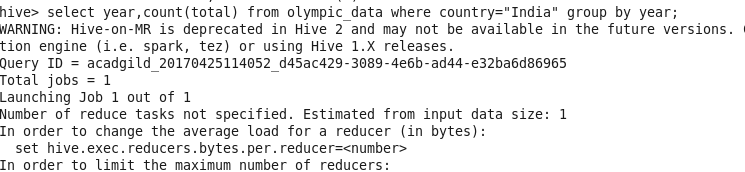 hive> select year,count(total) from olympic_data where country="India" group by year;
WARNING: Hive-on-MR is deprecated in Hive 2 and may not be available in the future versions.
tion engine (i.e. spark, tez) or using Hive 1.X releases.
Query ID = acadgild_20170425114052_d45ac429-3089-4e6b-ad44-e32ba6d86965
Total jobs = 1
Launching Job 1 out of 1
Number of reduce tasks not specified. Estimated from input data size: 1
In order to change the average load for a reducer (in bytes):
  set hive.exec.reducers.bytes.per.reducer=<number>
In order to limit the maximum number of reducers: